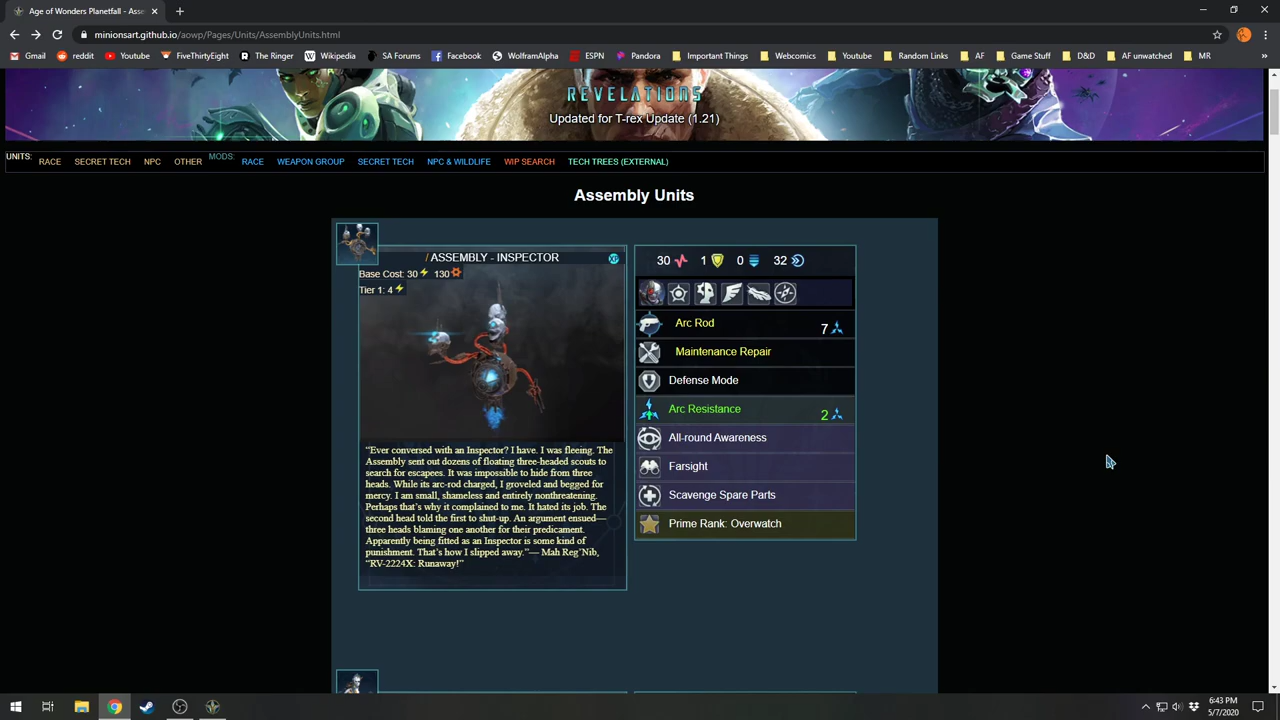 Age of Wonders Planetfall - Asse
minionsart.github.io/aowp/Pages/Units/AssemblyUnits.html
Gmail reddit Youtube FiveThirtyEight The Ringer Wikipedia SA Forums Facebook WolframAlpha ESPN Pandora Important Things Webcomics Youtube Random Links AF Game Stuff D&D AF unwatched MR »
REVELATIONS
Updated for T-rex Update (1.21)
UNITS: RACE SECRET TECH NPC OTHER MODS: RACE WEAPON GROUP SECRET TECH NPC & WILDLIFE WIP SEARCH TECH TREES (EXTERNAL)
Assembly Units
/ASSEMBLY - INSPECTOR
Base Cost: 30 130
Tier 1: 4
“Ever conversed with an Inspector? I have. I was fleeing. The
Assembly sent out dozens of floating three-headed scouts to
search for escapees. It was impossible to hide from three
heads. While its arc-rod charged, I groveled and begged for
mercy. I am small, shameless and entirely nonthreatening.
Perhaps that’s why it complained to me. It hated its job. The
second head told the first to shut-up. An argument ensued—
three heads blaming one another for their predicament.
Apparently being fitted as an Inspector is some kind of
punishment. That’s how I slipped away.”— Mah Reg’Nib,
“RV-2224X: Runaway!”
30 1 0 32
Arc Rod 7
Maintenance Repair
Defense Mode
Arc Resistance 2
All-round Awareness
Farsight
Scavenge Spare Parts
Prime Rank: Overwatch
6:43 PM
5/7/2020